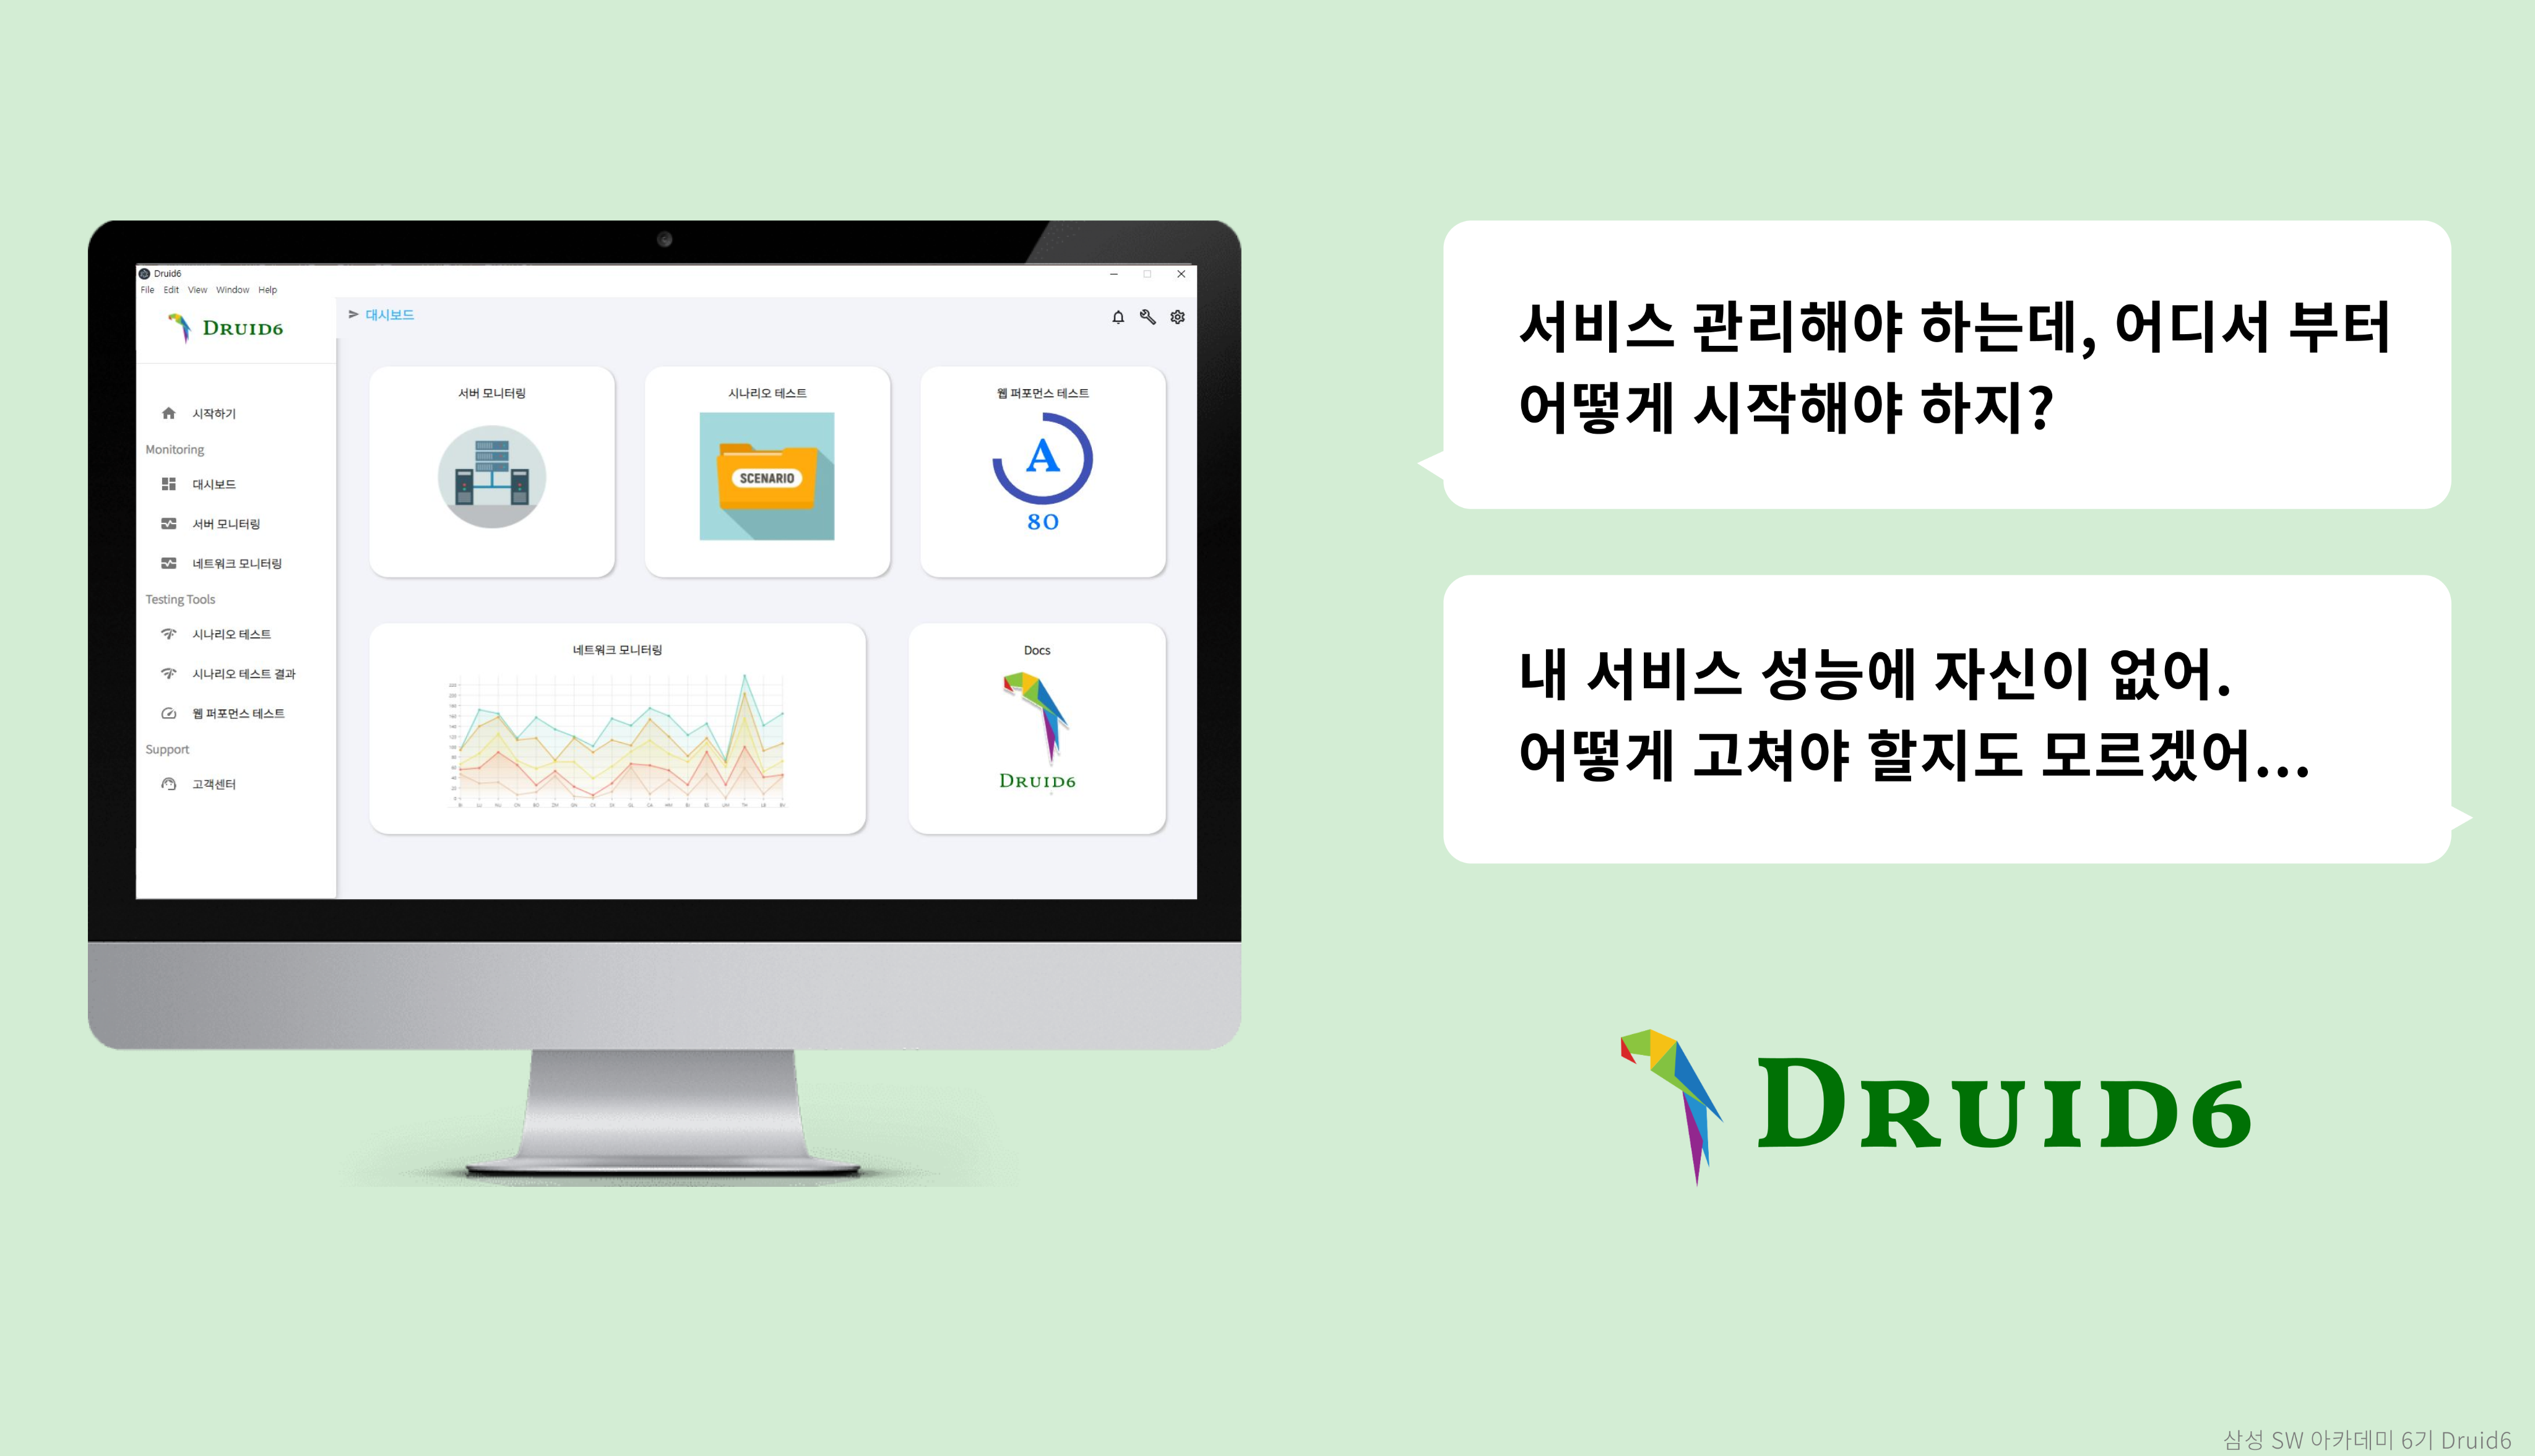 Druid6
File Edit View Window Help
DRUID6
대시보드
시작하기
Monitoring
대시보드
서버 모니터링
네트워크 모니터링
Testing Tools
시나리오 테스트
시나리오 테스트 결과
웹 퍼포먼스 테스트
Support
고객센터
서버 모니터링
시나리오 테스트
SCENARIO
웹 퍼포먼스 테스트
A
80
네트워크 모니터링
Docs
DRUID6
서비스 관리해야 하는데, 어디서 부터
어떻게 시작해야 하지?
내 서비스 성능에 자신이 없어.
어떻게 고쳐야 할지도 모르겠어...
DRUID6
삼성 SW 아카데미 6기 Druid6